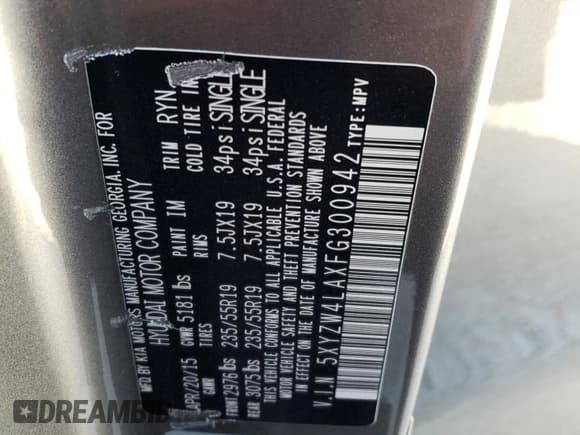 MFD.BY KIA MOTORS MANUFACTURING GEORGIA, INC. FOR
HYUNDAI MOTOR COMPANY
APR/20/15 PAINT IM TRIM RYN
GVWR 5181 lbs
GAWR TIRES RIMS COLD TIRE IN
FRONT 2976 lbs 235/55R19 7.5JX19 34psi SINGLE
REAR 3075 lbs 235/55R19 7.5JX19 34psi SINGLE
THIS VEHICLE CONFORMS TO ALL APPLICABLE U.S.A. FEDERAL
MOTOR VEHICLE SAFETY AND THEFT PREVENTION STANDARDS
IN EFFECT ON THE DATE OF MANUFACTURE SHOWN ABOVE
V.I.N 5XYZW4LAXFG300942 TYPE:MPV
DREAMBID